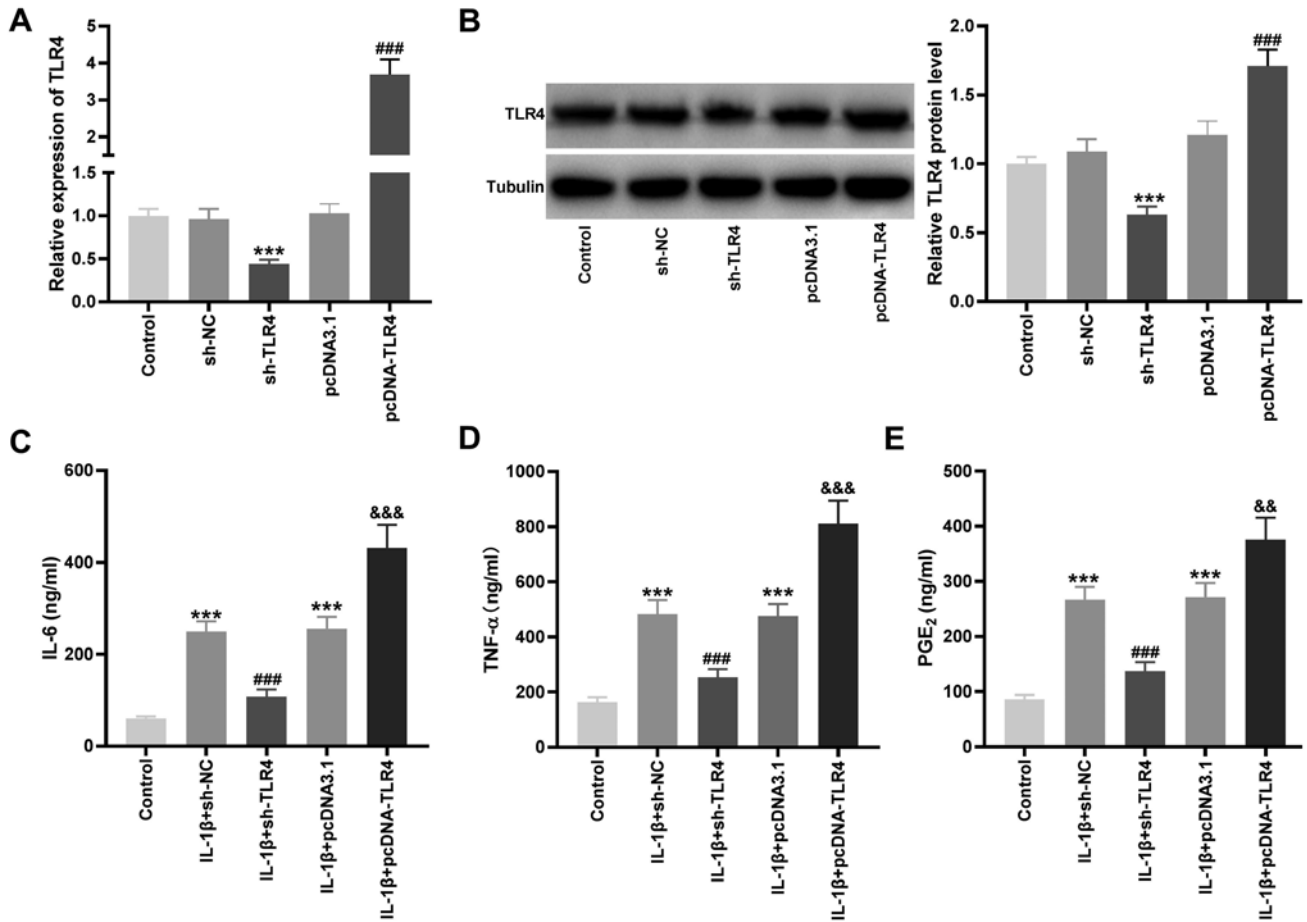 A
Relative expression of TLR4
5
4
3
2
1.5
1.0
0.5
0.0
###
***
Control
sh-NC
sh-TLR4
pcDNA3.1
pcDNA-TLR4
B
TLR4
Tubulin
Control
sh-NC
sh-TLR4
pcDNA3.1
pcDNA-TLR4
Relative TLR4 protein level
2.0
1.5
1.0
0.5
0.0
###
***
Control
sh-NC
sh-TLR4
pcDNA3.1
pcDNA-TLR4
C
IL-6 (ng/ml)
600
400
200
0
***
###
***
&&&
Control
IL-1β+sh-NC
IL-1β+sh-TLR4
IL-1β+pcDNA3.1
IL-1β+pcDNA-TLR4
D
TNF-α (ng/ml)
1000
800
600
400
200
0
***
###
***
&&&
Control
IL-1β+sh-NC
IL-1β+sh-TLR4
IL-1β+pcDNA3.1
IL-1β+pcDNA-TLR4
E
PGE₂ (ng/ml)
500
400
300
200
100
0
***
###
***
&&
Control
IL-1β+sh-NC
IL-1β+sh-TLR4
IL-1β+pcDNA3.1
IL-1β+pcDNA-TLR4